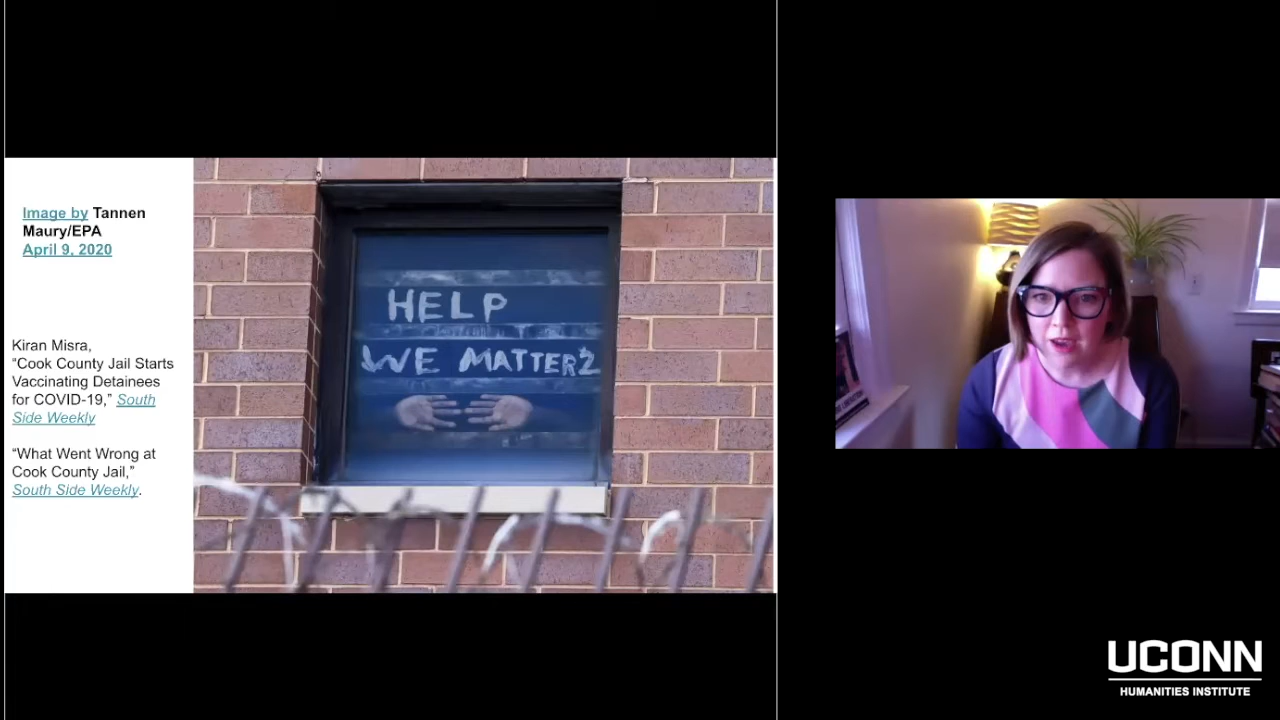 Image by Tannen
Maury/EPA
April 9, 2020
Kiran Misra,
“Cook County Jail Starts
Vaccinating Detainees
for COVID-19,” South
Side Weekly
“What Went Wrong at
Cook County Jail,”
South Side Weekly.
HELP
WE MATTER2
UCONN
HUMANITIES INSTITUTE